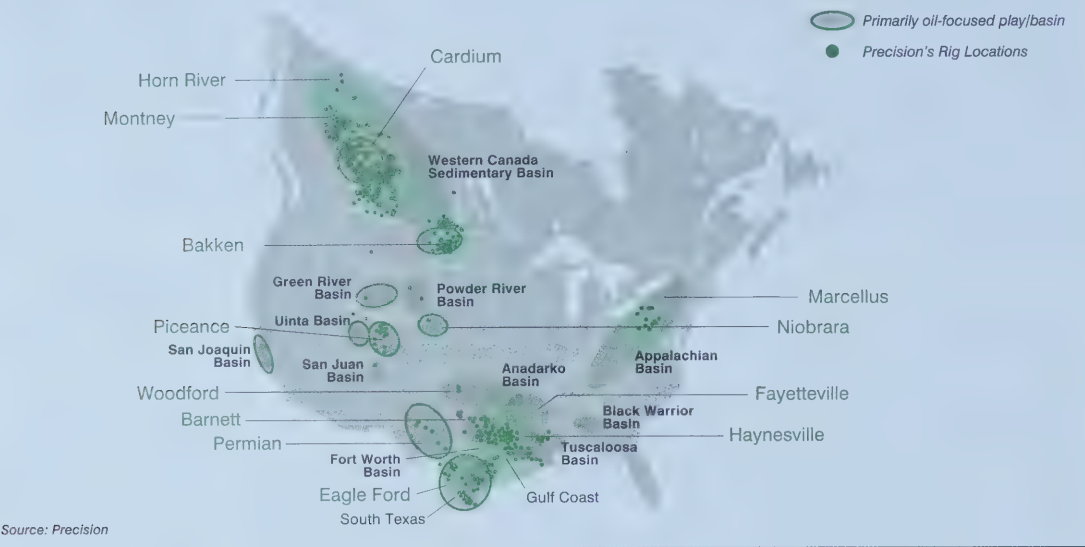 Primarily oil-focused play/basin
Precision's Rig Locations
Cardium
Horn River
Montney
Western Canada
Sedimentary Basin
Bakken
Green River
Basin
Powder River
Basin
Marcellus
Uinta Basin
Piceance
Niobrara
San Joaquin
Basin
San Juan
Basin
Appalachian
Basin
Anadarko
Basin
Woodford
Fayetteville
Barnett
Black Warrior
Basin
Permian
Haynesville
Fort Worth
Basin
Tuscaloosa
Basin
Eagle Ford
Gulf Coast
South Texas
Source: Precision